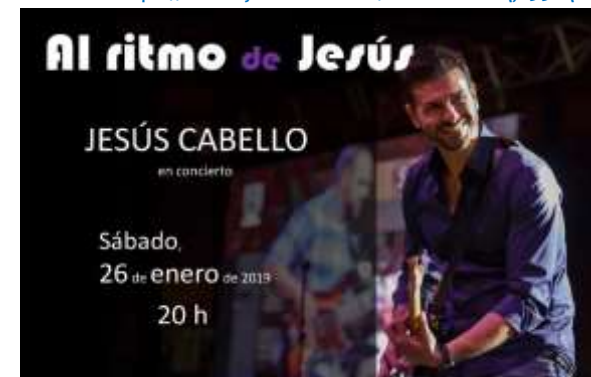 Al ritmo de Jesús
JESÚS CABELLO
en concierto
Sábado,
26 de enero de 2019
20 h